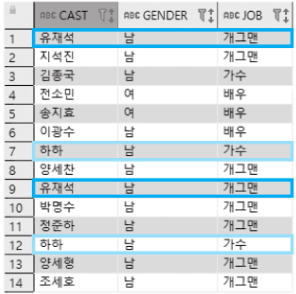 ABC CAST ABC GENDER ABC JOB
1 유재석 남 개그맨
2 지석진 남 개그맨
3 김종국 남 가수
4 전소민 여 배우
5 송지효 여 배우
6 이광수 남 배우
7 하하 남 가수
8 양세찬 남 개그맨
9 유재석 남 개그맨
10 박명수 남 개그맨
11 정준하 남 개그맨
12 하하 남 가수
13 양세형 남 개그맨
14 조세호 남 개그맨